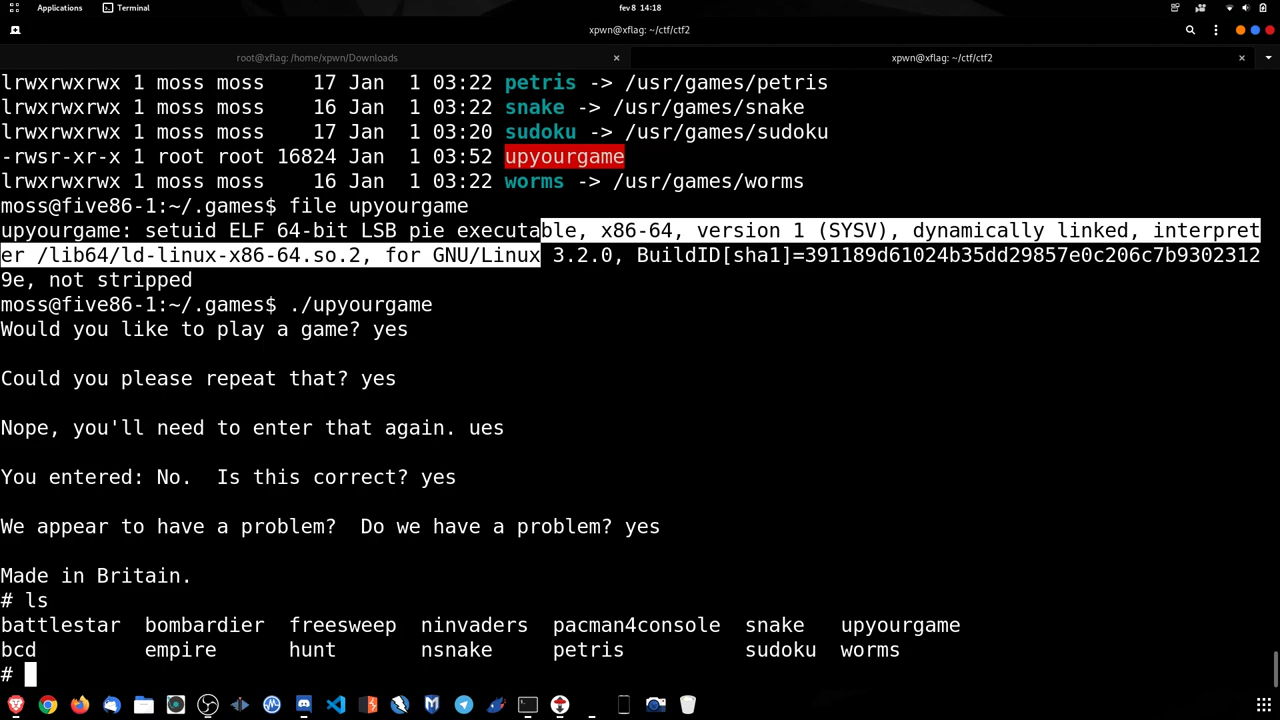 Applications Terminal fev 8 14:18
xpwn@xflag: ~/ctf2
root@xflag: /home/xpwn/Downloads xpwn@xflag: ~/ctf2
lrwxrwxrwx 1 moss moss    17 Jan  1 03:22 petris -> /usr/games/petris
lrwxrwxrwx 1 moss moss    16 Jan  1 03:22 snake -> /usr/games/snake
lrwxrwxrwx 1 moss moss    17 Jan  1 03:20 sudoku -> /usr/games/sudoku
-rwsr-xr-x 1 root root 16824 Jan  1 03:52 upyourgame
lrwxrwxrwx 1 moss moss    16 Jan  1 03:22 worms -> /usr/games/worms
moss@five86-1:~/.games$ file upyourgame
upyourgame: setuid ELF 64-bit LSB pie executable, x86-64, version 1 (SYSV), dynamically linked, interpret
er /lib64/ld-linux-x86-64.so.2, for GNU/Linux 3.2.0, BuildID[sha1]=391189d61024b35dd29857e0c206c7b9302312
9e, not stripped
moss@five86-1:~/.games$ ./upyourgame
Would you like to play a game? yes
Could you please repeat that? yes
Nope, you'll need to enter that again. ues
You entered: No.  Is this correct? yes
We appear to have a problem?  Do we have a problem? yes
Made in Britain.
# ls
battlestar  bombardier  freesweep  ninvaders  pacman4console  snake   upyourgame
bcd         empire      hunt       nsnake     petris          sudoku  worms
#